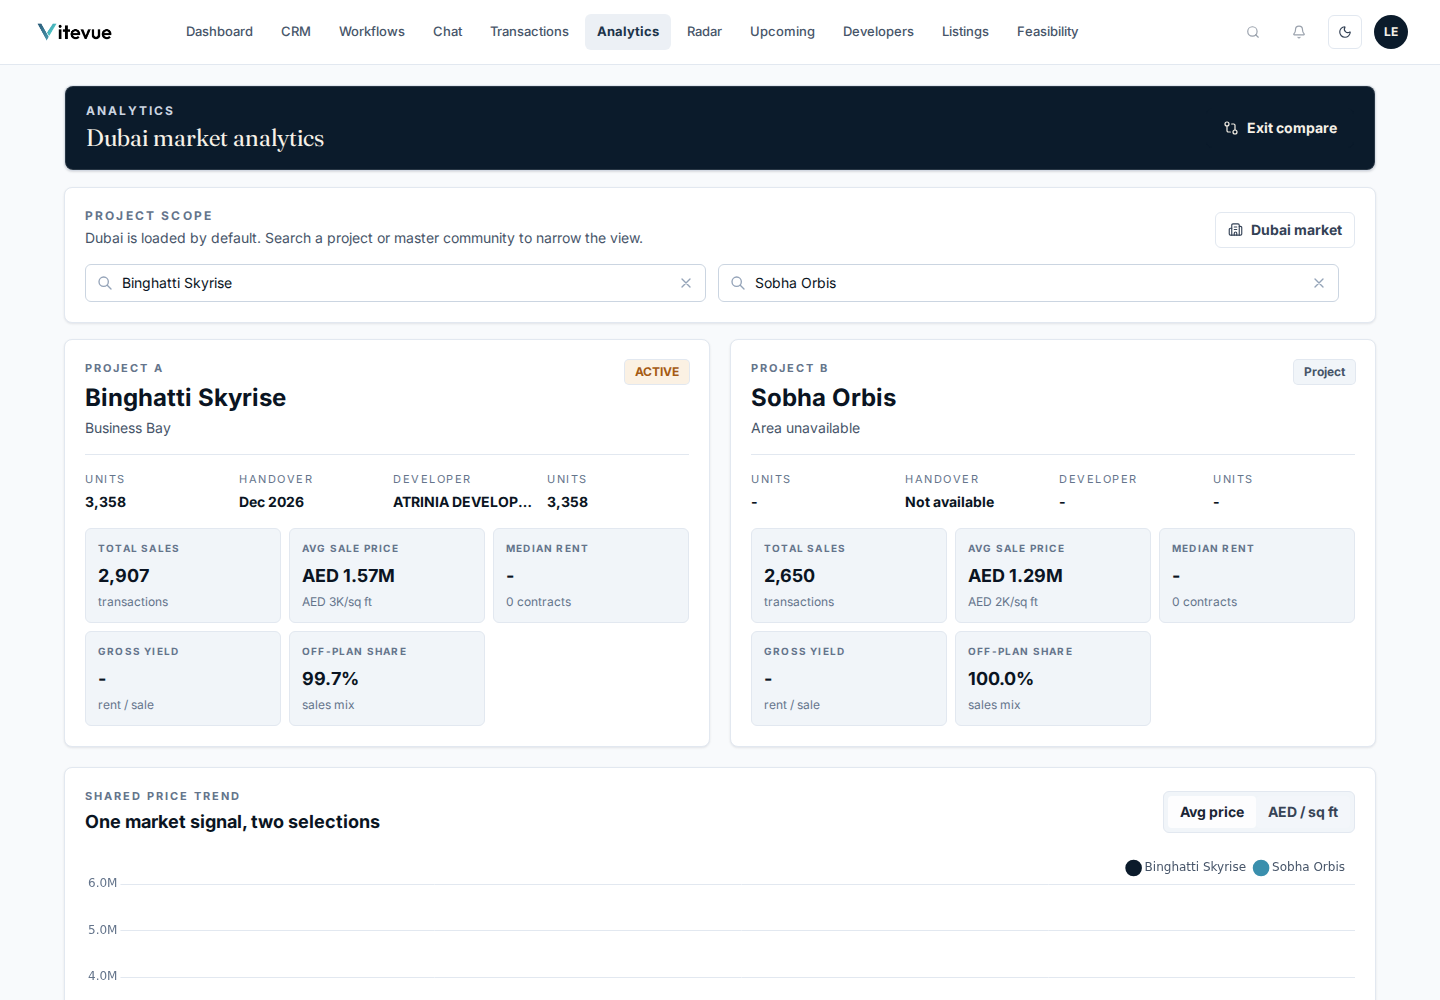 Vitevue
Dashboard CRM Workflows Chat Transactions Analytics Radar Upcoming Developers Listings Feasibility LE
ANALYTICS
Dubai market analytics
Exit compare
PROJECT SCOPE
Dubai is loaded by default. Search a project or master community to narrow the view.
Dubai market
Binghatti Skyrise
Sobha Orbis
PROJECT A
ACTIVE
Binghatti Skyrise
Business Bay
UNITS HANDOVER DEVELOPER UNITS
3,358 Dec 2026 ATRINIA DEVELOP... 3,358
TOTAL SALES AVG SALE PRICE MEDIAN RENT
2,907 AED 1.57M -
transactions AED 3K/sq ft 0 contracts
GROSS YIELD OFF-PLAN SHARE
- 99.7%
rent / sale sales mix
PROJECT B
Project
Sobha Orbis
Area unavailable
UNITS HANDOVER DEVELOPER UNITS
- Not available - -
TOTAL SALES AVG SALE PRICE MEDIAN RENT
2,650 AED 1.29M -
transactions AED 2K/sq ft 0 contracts
GROSS YIELD OFF-PLAN SHARE
- 100.0%
rent / sale sales mix
SHARED PRICE TREND
One market signal, two selections
Avg price AED / sq ft
Binghatti Skyrise Sobha Orbis
6.0M
5.0M
4.0M